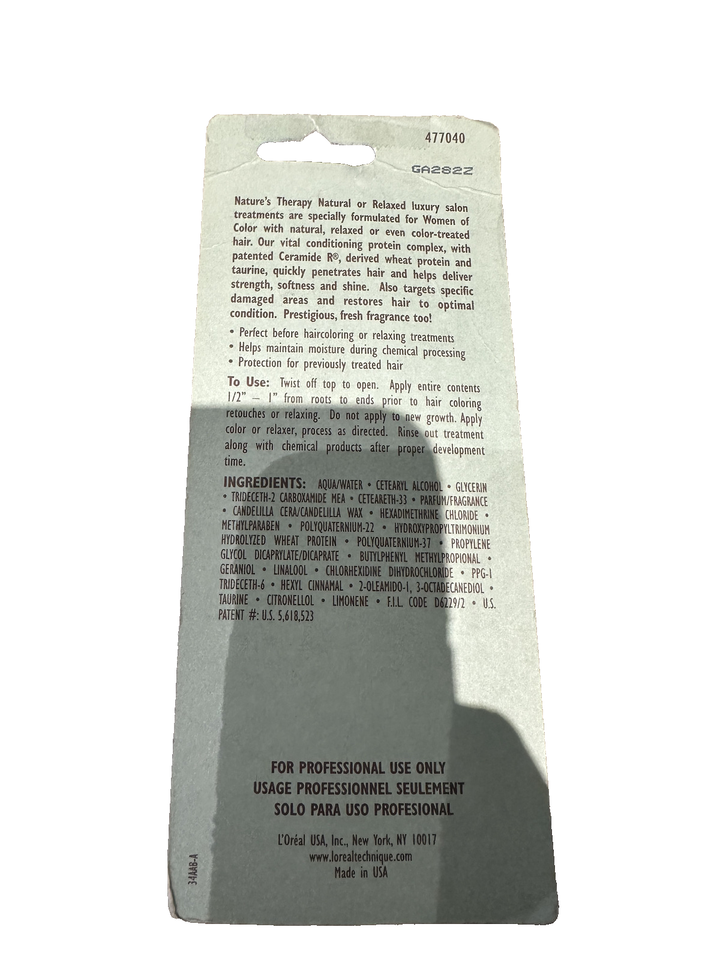 477040
GA282Z
Nature's Therapy Natural or Relaxed luxury salon
treatments are specially formulated for Women of
Color with natural, relaxed or even color-treated
hair. Our vital conditioning protein complex, with
patented Ceramide R®, derived wheat protein and
taurine, quickly penetrates hair and helps deliver
strength, softness and shine. Also targets specific
damaged areas and restores hair to optimal
condition. Prestigious, fresh fragrance too!
• Perfect before haircoloring or relaxing treatments
• Helps maintain moisture during chemical processing
• Protection for previously treated hair
To Use: Twist off top to open. Apply entire contents
1/2" – 1" from roots to ends prior to hair coloring
retouches or relaxing. Do not apply to new growth. Apply
color or relaxer, process as directed. Rinse out treatment
along with chemical products after proper development
time.
INGREDIENTS: AQUA/WATER • CETEARYL ALCOHOL • GLYCERIN
• TRIDECETH-2 CARBOXAMIDE MEA • CETEARETH-33 • PARFUM/FRAGRANCE
• CANDELILLA CERA/CANDELILLA WAX • HEXADIMETHRINE CHLORIDE •
METHYLPARABEN • POLYQUATERNIUM-22 • HYDROXYPROPYLTRIMONIUM
HYDROLYZED WHEAT PROTEIN • POLYQUATERNIUM-37 • PROPYLENE
GLYCOL DICAPRYLATE/DICAPRATE • BUTYLPHENYL METHYLPROPIONAL •
GERANIOL • LINALOOL • CHLORHEXIDINE DIHYDROCHLORIDE • PPG-1
TRIDECETH-6 • HEXYL CINNAMAL • 2-OLEAMIDO-1, 3-OCTADECANEDIOL •
TAURINE • CITRONELLOL • LIMONENE • F.I.L. CODE D6229/2 • U.S.
PATENT #: U.S. 5,618,523
FOR PROFESSIONAL USE ONLY
USAGE PROFESSIONNEL SEULEMENT
SOLO PARA USO PROFESIONAL
L'Oréal USA, Inc., New York, NY 10017
www.lorealtechnique.com
Made in USA
34AAB-A